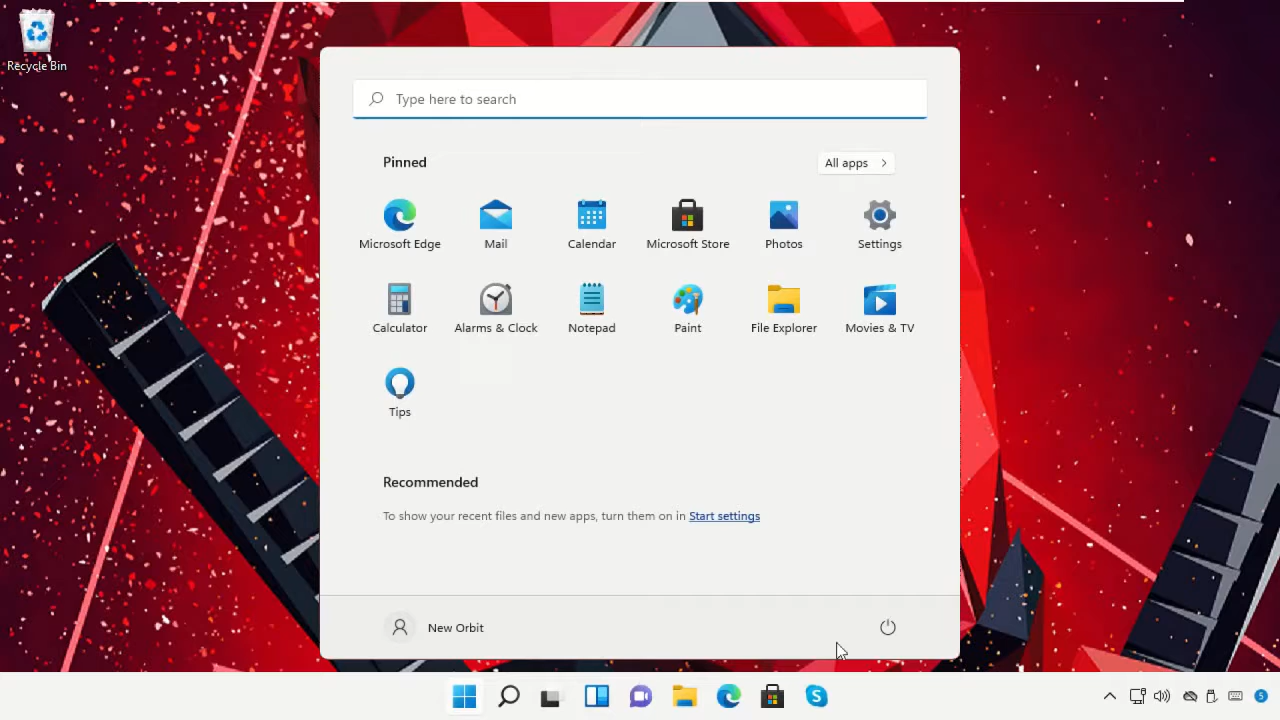 Recycle Bin
Type here to search
Pinned
All apps
Microsoft Edge
Mail
Calendar
Microsoft Store
Photos
Settings
Calculator
Alarms & Clock
Notepad
Paint
File Explorer
Movies & TV
Tips
Recommended
To show your recent files and new apps, turn them on in Start settings
New Orbit
5